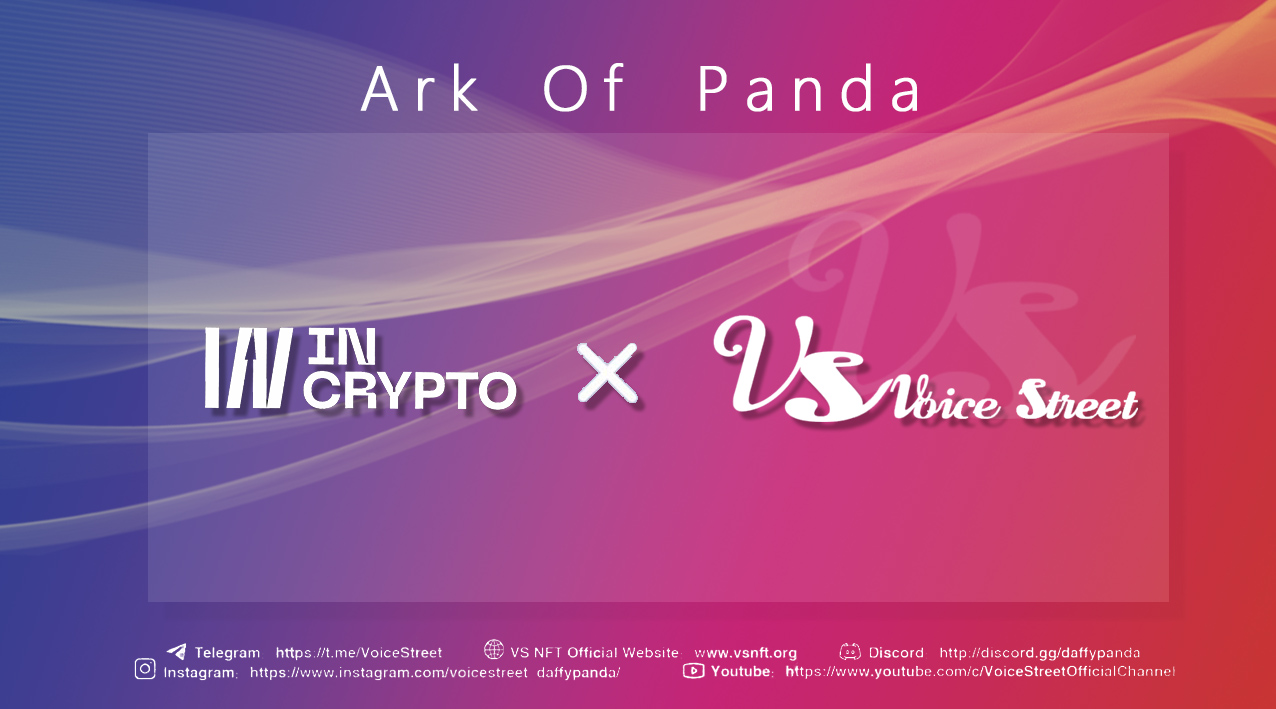 Ark Of Panda
Vs
IN
CRYPTO
VS Voice Street
Telegram https://t.me/VoiceStreet VS NFT Official Website www.vsnft.org Discord http://discord.gg/daffypanda
Instagram: https://www.instagram.com/voicestreet_daffypanda/ Youtube: https://www.youtube.com/c/VoiceStreetOfficialChannel